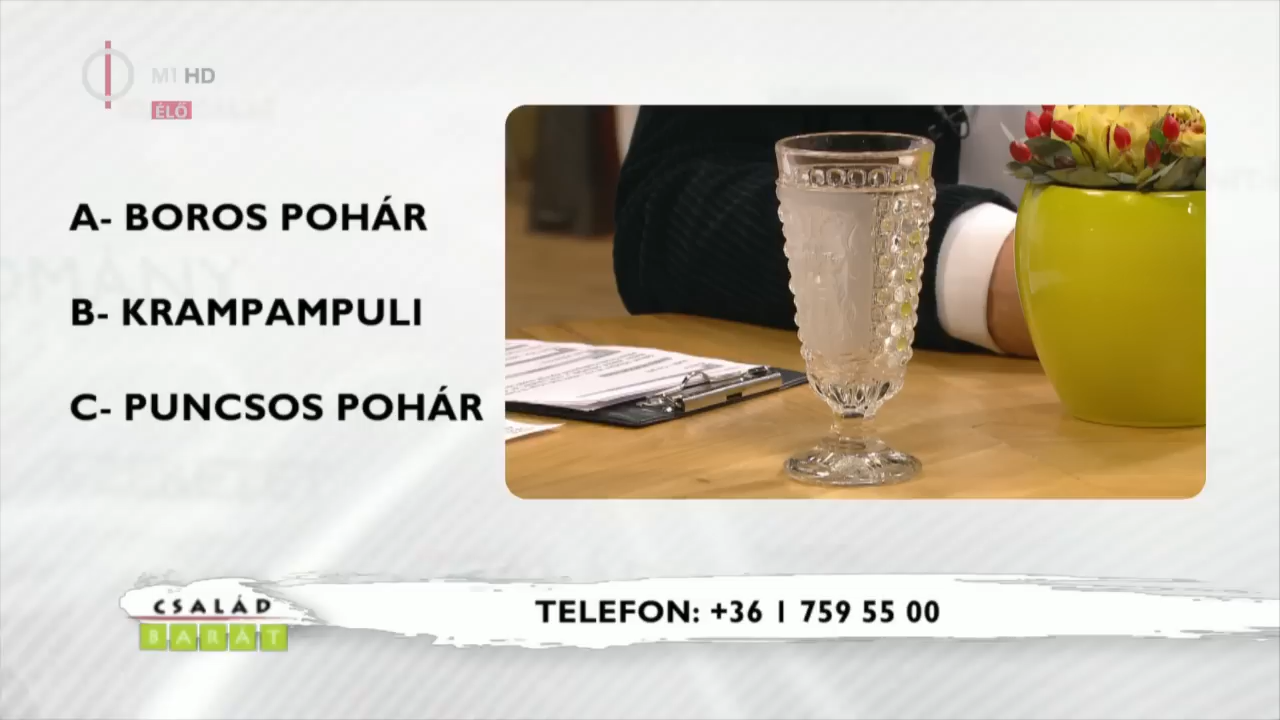 M1 HD
ÉLŐ
A- BOROS POHÁR
B- KRAMPAMPULI
C- PUNCSOS POHÁR
CSALÁD
BARÁT
TELEFON: +36 1 759 55 00